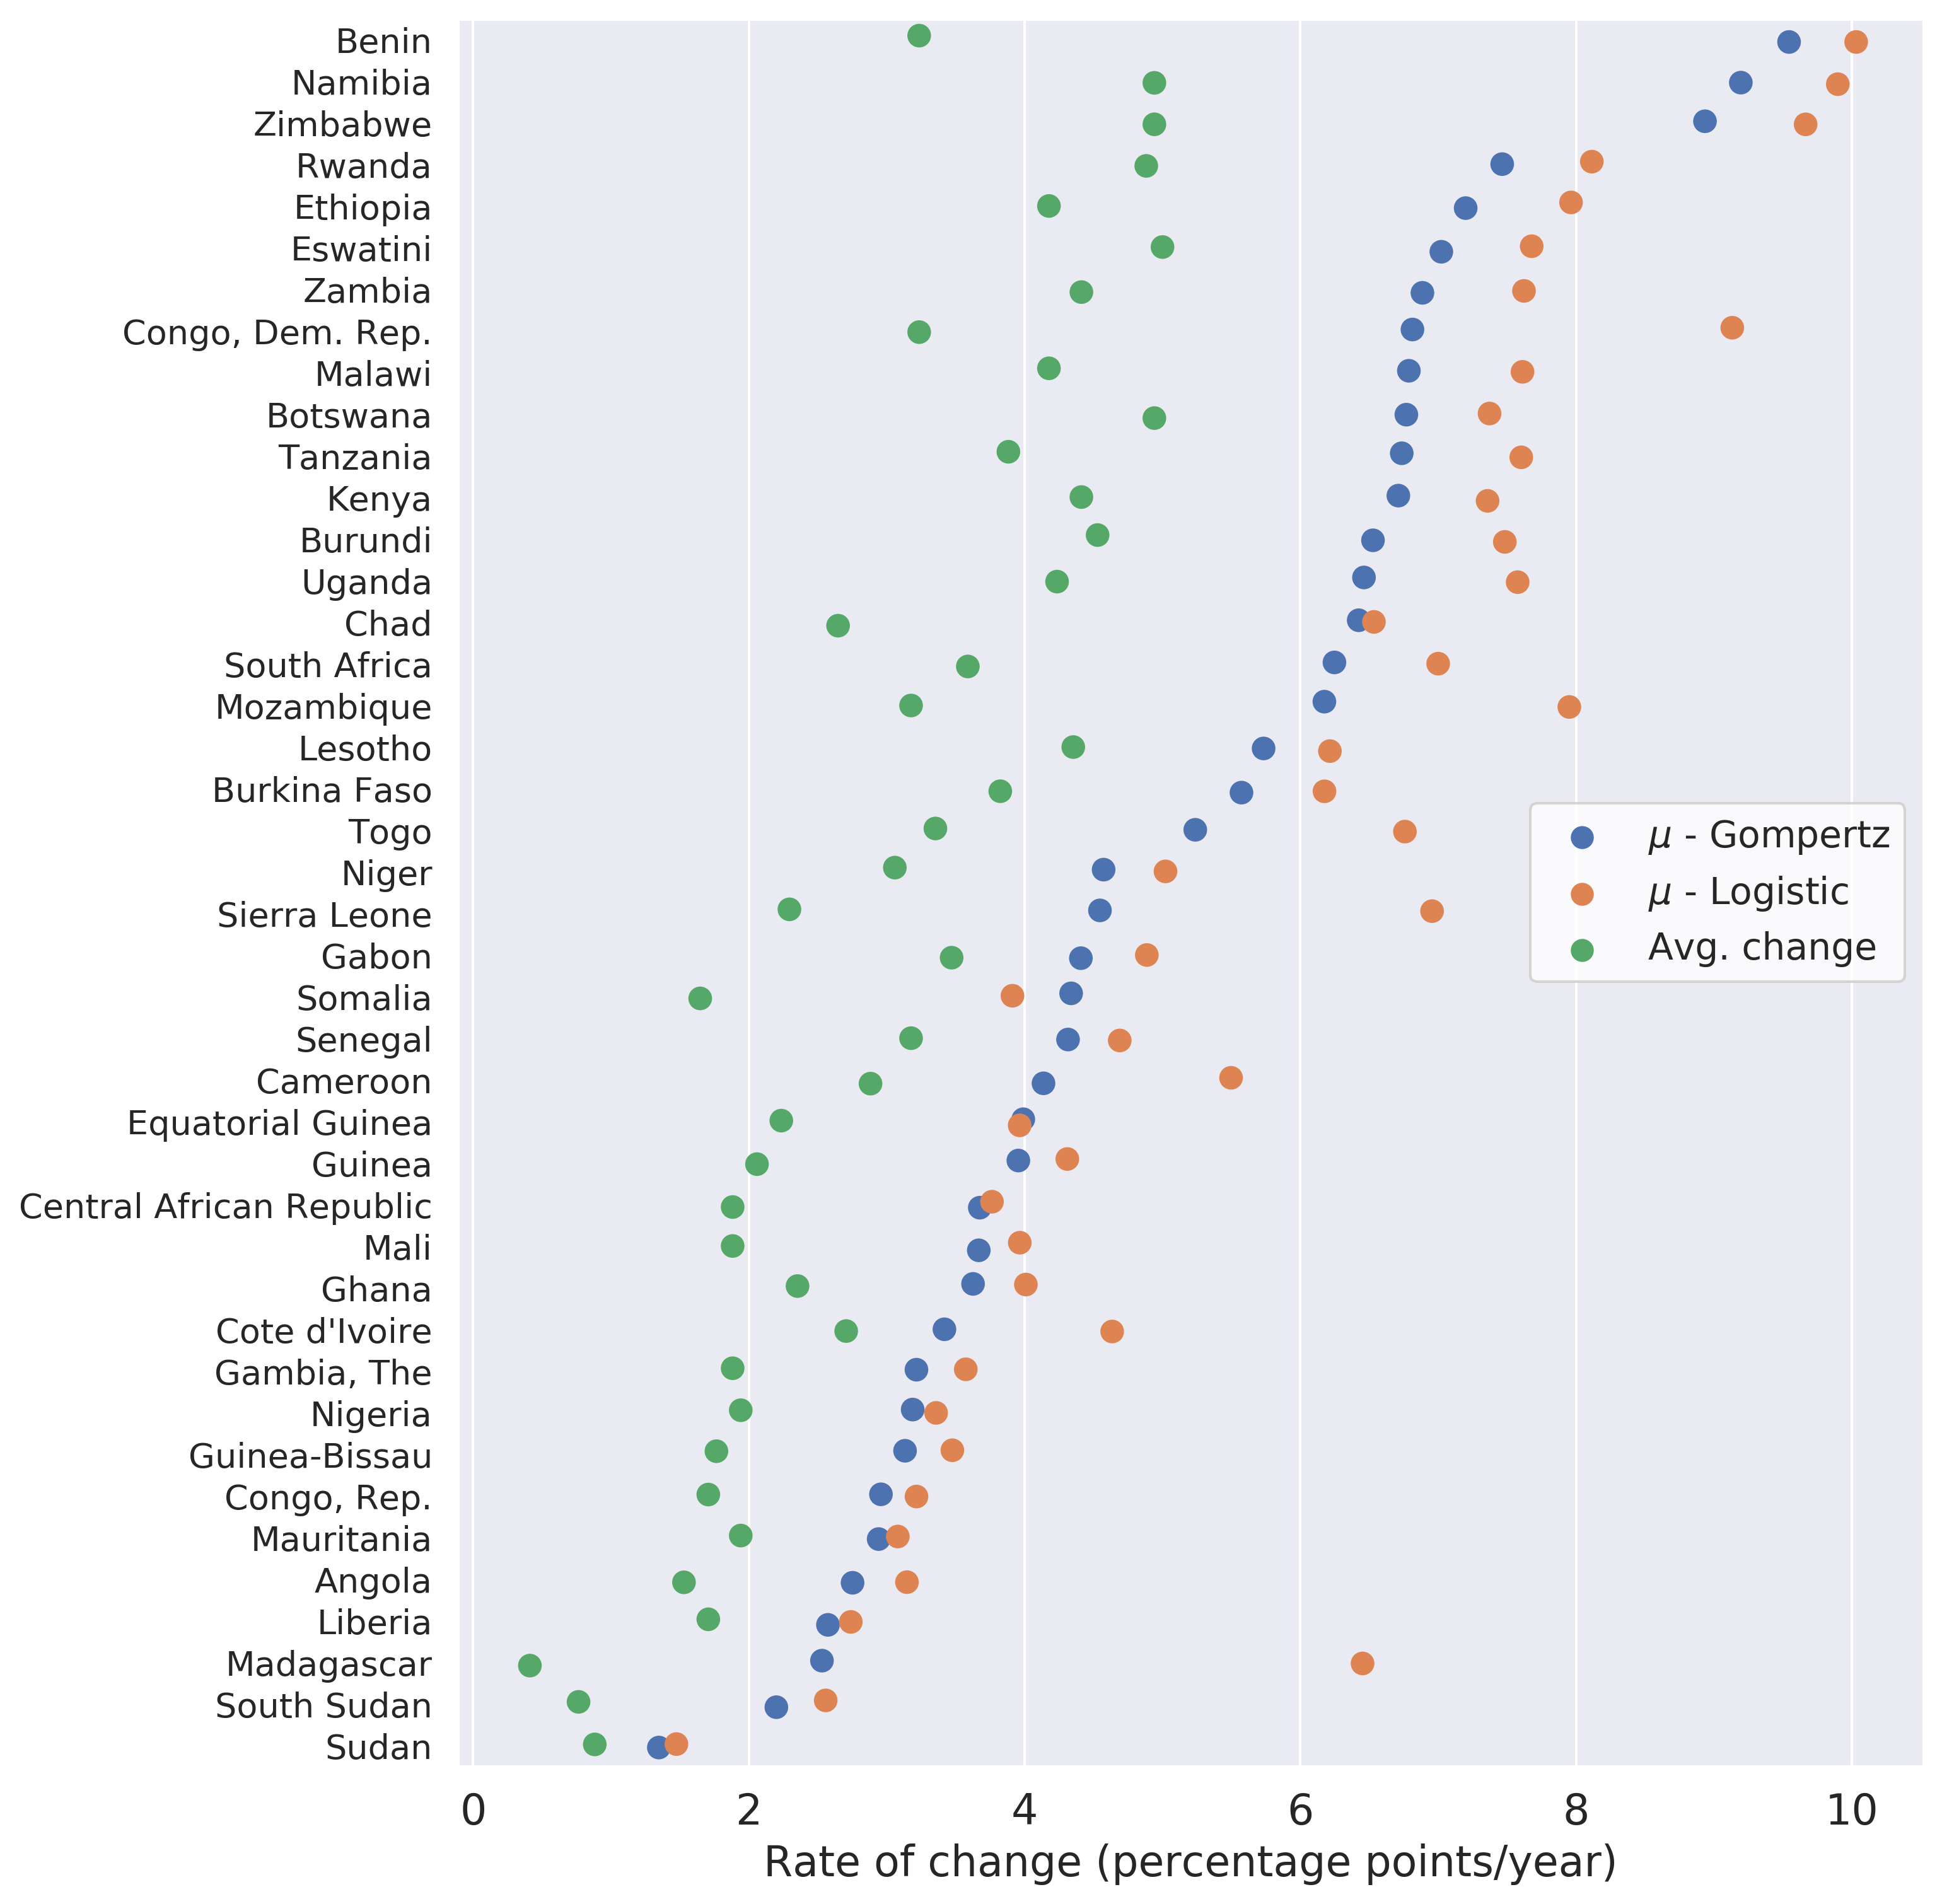 Benin
Namibia
Zimbabwe
Rwanda
Ethiopia
Eswatini
Zambia
Congo, Dem. Rep.
Malawi
Botswana
Tanzania
Kenya
Burundi
Uganda
Chad
South Africa
Mozambique
Lesotho
Burkina Faso
Togo
Niger
Sierra Leone
Gabon
Somalia
Senegal
Cameroon
Equatorial Guinea
Guinea
Central African Republic
Mali
Ghana
Cote d'Ivoire
Gambia, The
Nigeria
Guinea-Bissau
Congo, Rep.
Mauritania
Angola
Liberia
Madagascar
South Sudan
Sudan
μ - Gompertz
μ - Logistic
Avg. change
0 2 4 6 8 10
Rate of change (percentage points/year)